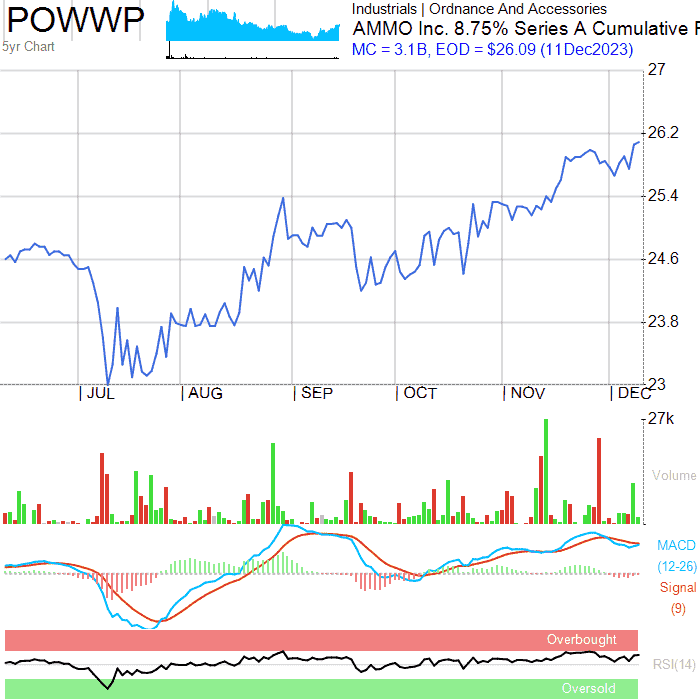 POWWP
5yr Chart
Industrials | Ordnance And Accessories
AMMO Inc. 8.75% Series A Cumulative
MC = 3.1B, EOD = $26.09 (11Dec2023)
27
26.2
25.4
24.6
23.8
23
| JUL
| AUG
| SEP
| OCT
| NOV
| DEC
27k
Volume
MACD
(12-26)
Signal
(9)
Overbought
RSI(14)
Oversold